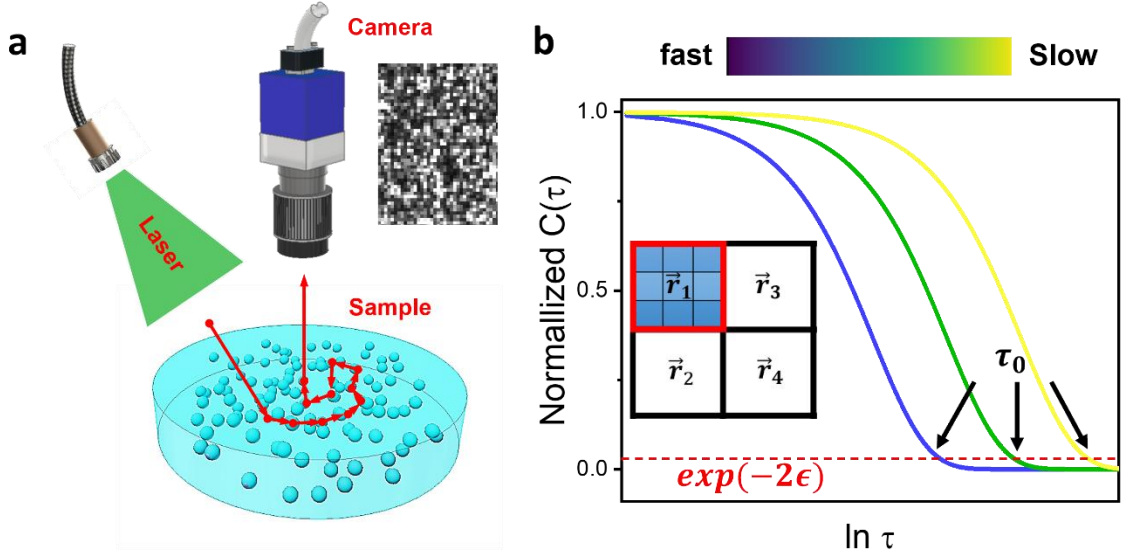 a
Camera
Laser
Sample
b
fast
Slow
Normallized C(τ)
1.0
0.5
0.0
r⃗₁
r⃗₃
r⃗₂
r⃗₄
τ₀
exp(−2ϵ)
ln τ